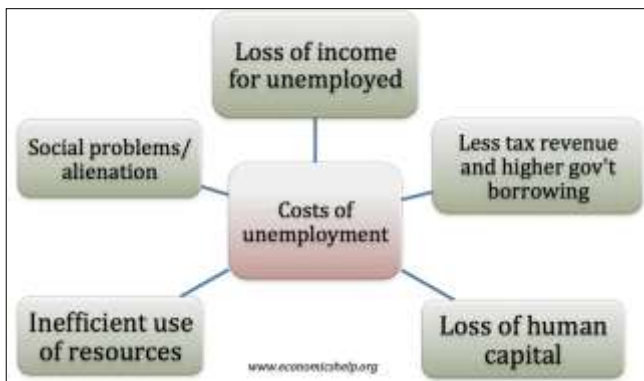 Loss of income
for unemployed
Social problems/
alienation
Less tax revenue
and higher gov't
borrowing
Costs of
unemployment
Inefficient use
of resources
Loss of human
capital
www.economicshelp.org